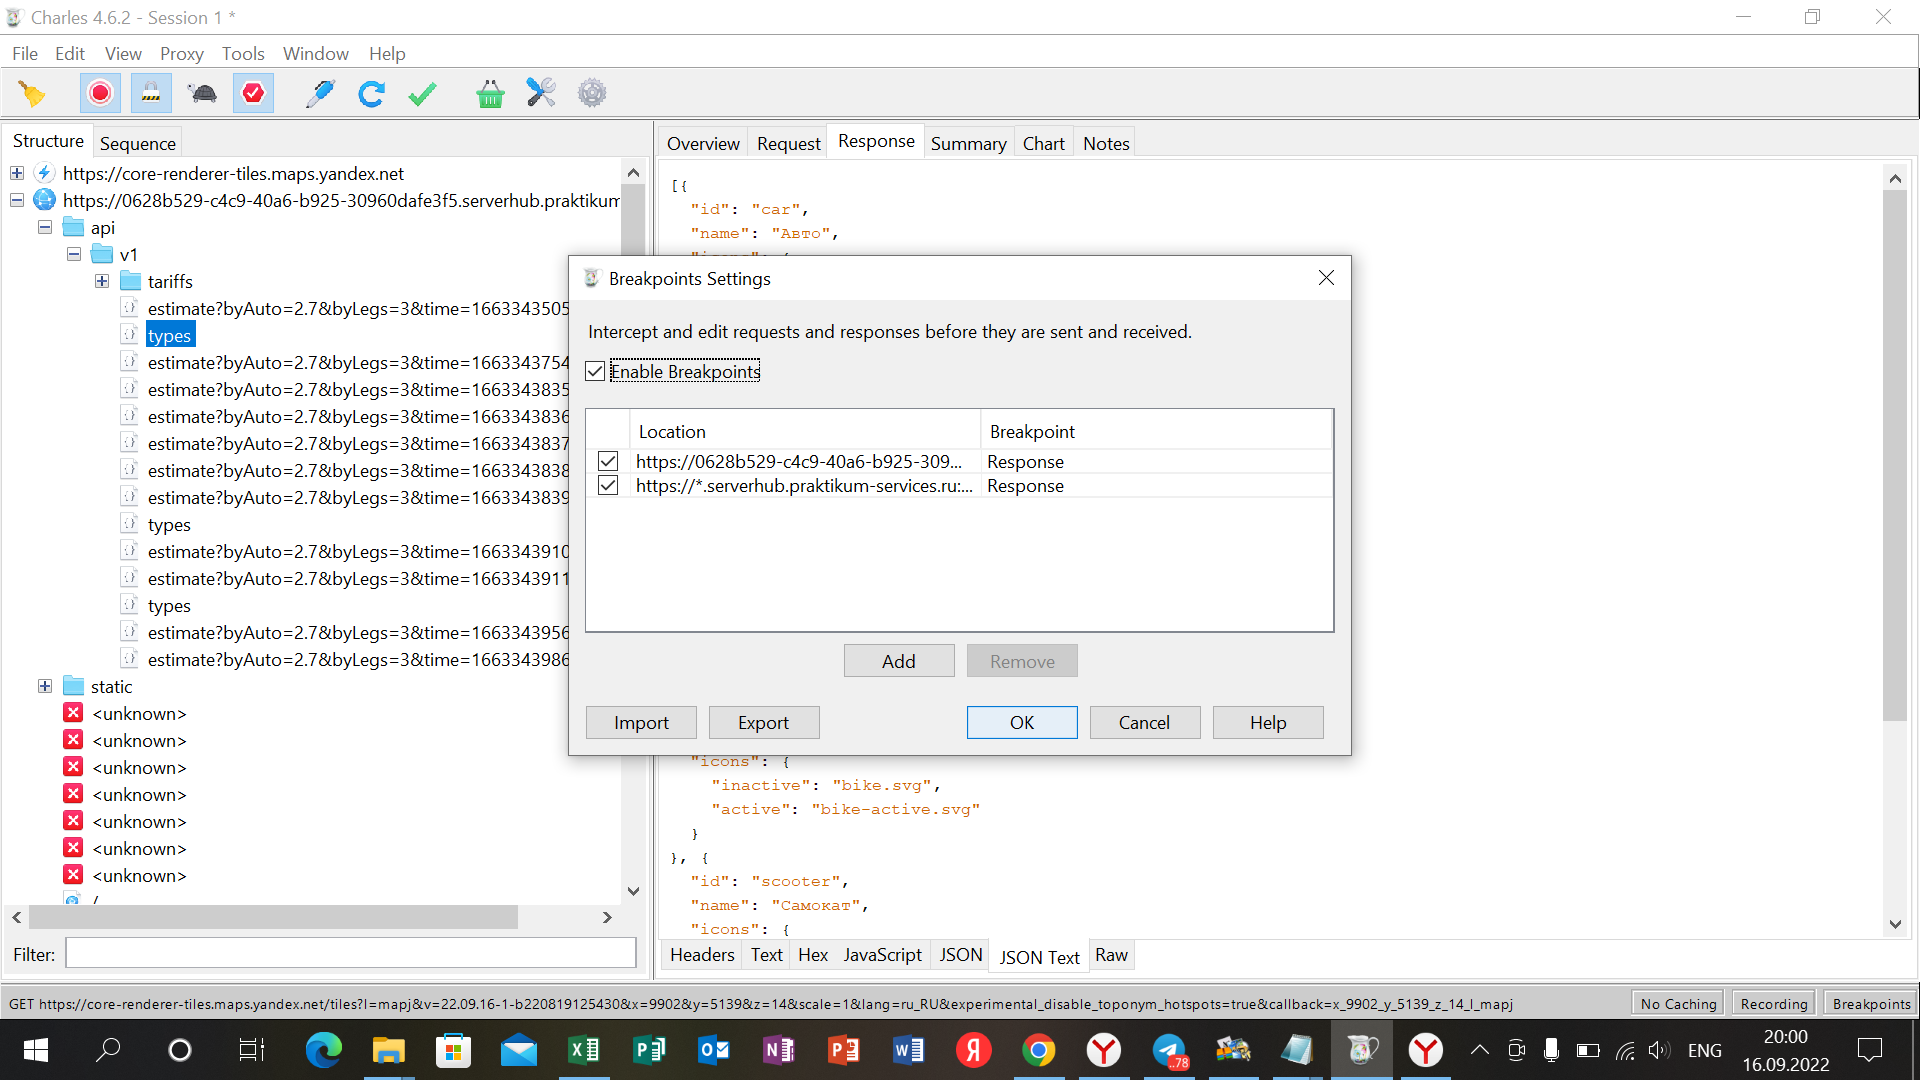 Charles 4.6.2 - Session 1 *
File Edit View Proxy Tools Window Help
Structure Sequence
https://core-renderer-tiles.maps.yandex.net
https://0628b529-c4c9-40a6-b925-30960dafe3f5.serverhub.praktikum
api
v1
tariffs
estimate?byAuto=2.7&byLegs=3&time=1663343505
types
estimate?byAuto=2.7&byLegs=3&time=1663343754
estimate?byAuto=2.7&byLegs=3&time=1663343835
estimate?byAuto=2.7&byLegs=3&time=1663343836
estimate?byAuto=2.7&byLegs=3&time=1663343837
estimate?byAuto=2.7&byLegs=3&time=1663343838
estimate?byAuto=2.7&byLegs=3&time=1663343839
types
estimate?byAuto=2.7&byLegs=3&time=1663343910
estimate?byAuto=2.7&byLegs=3&time=1663343911
types
estimate?byAuto=2.7&byLegs=3&time=1663343956
estimate?byAuto=2.7&byLegs=3&time=1663343986
static
<unknown>
<unknown>
<unknown>
<unknown>
<unknown>
<unknown>
<unknown>
/
Filter:
Overview Request Response Summary Chart Notes
[{
"id": "car",
"name": "Авто",
Breakpoints Settings
Intercept and edit requests and responses before they are sent and received.
Enable Breakpoints
Location Breakpoint
https://0628b529-c4c9-40a6-b925-309... Response
https://*.serverhub.praktikum-services.ru:... Response
Add Remove
Import Export OK Cancel Help
"icons": {
"inactive": "bike.svg",
"active": "bike-active.svg"
}
}, {
"id": "scooter",
"name": "Самокат",
"icons": {
Headers Text Hex JavaScript JSON JSON Text Raw
GET https://core-renderer-tiles.maps.yandex.net/tiles?l=mapj&v=22.09.16-1-b220819125430&x=9902&y=5139&z=14&scale=1&lang=ru_RU&experimental_disable_toponym_hotspots=true&callback=x_9902_y_5139_z_14_l_mapj
No Caching Recording Breakpoints
..78
ENG
20:00
16.09.2022